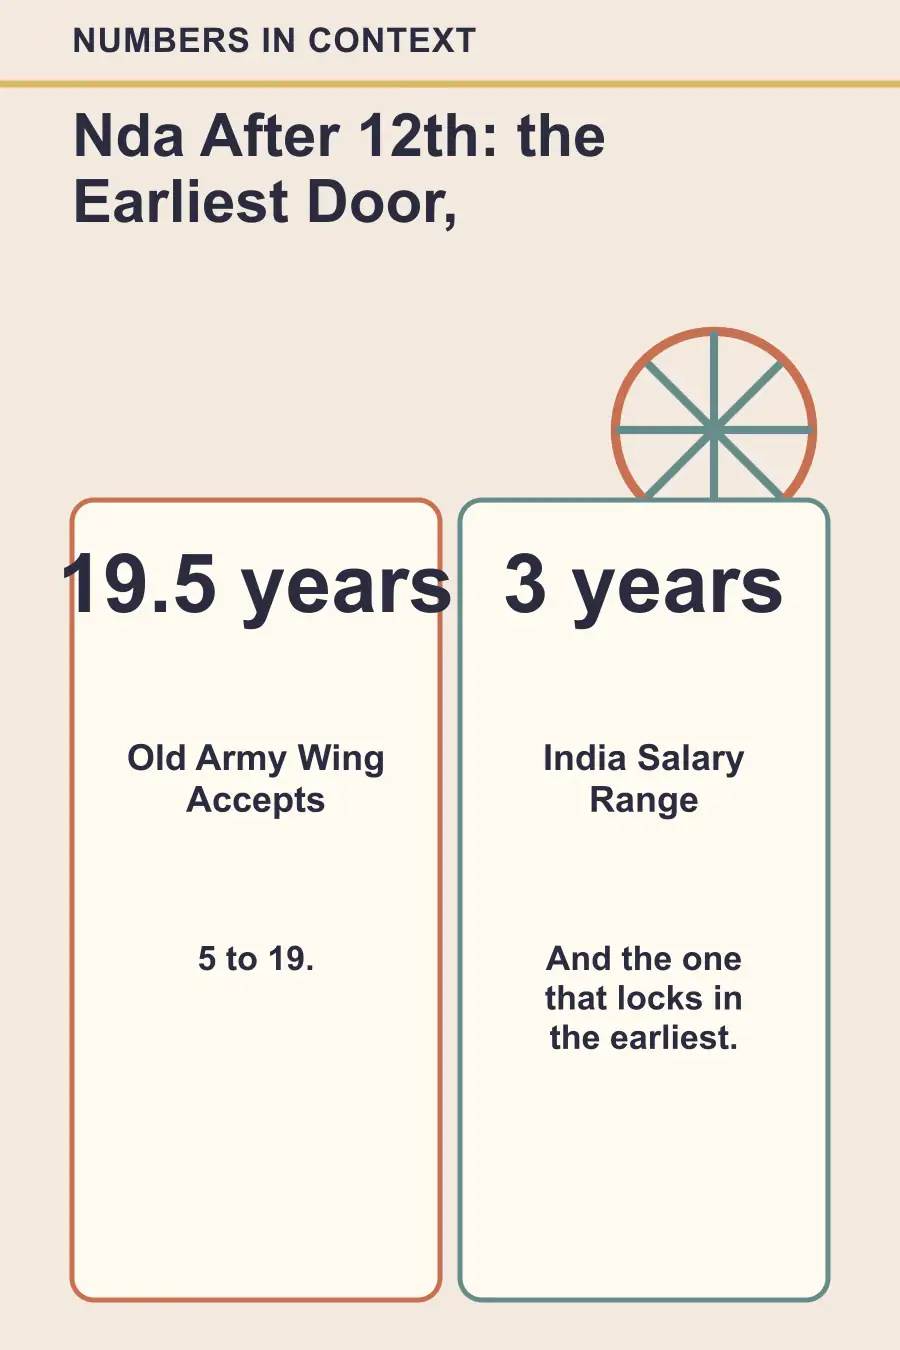 NUMBERS IN CONTEXT
Nda After 12th: the
Earliest Door,
19.5 years
Old Army Wing
Accepts
5 to 19.
3 years
India Salary
Range
And the one
that locks in
the earliest.